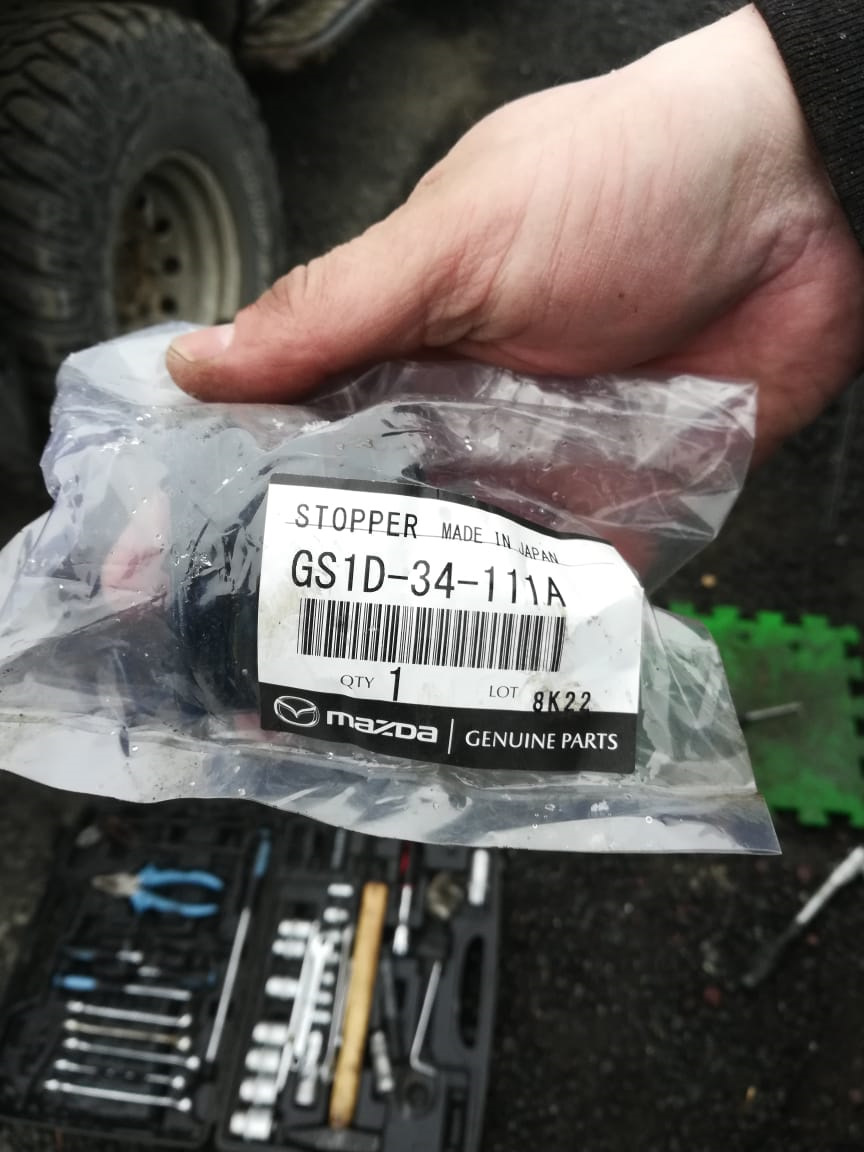 STOPPER MADE IN JAPAN
GS1D-34-111A
QTY 1 LOT 8K22
mazda | GENUINE PARTS